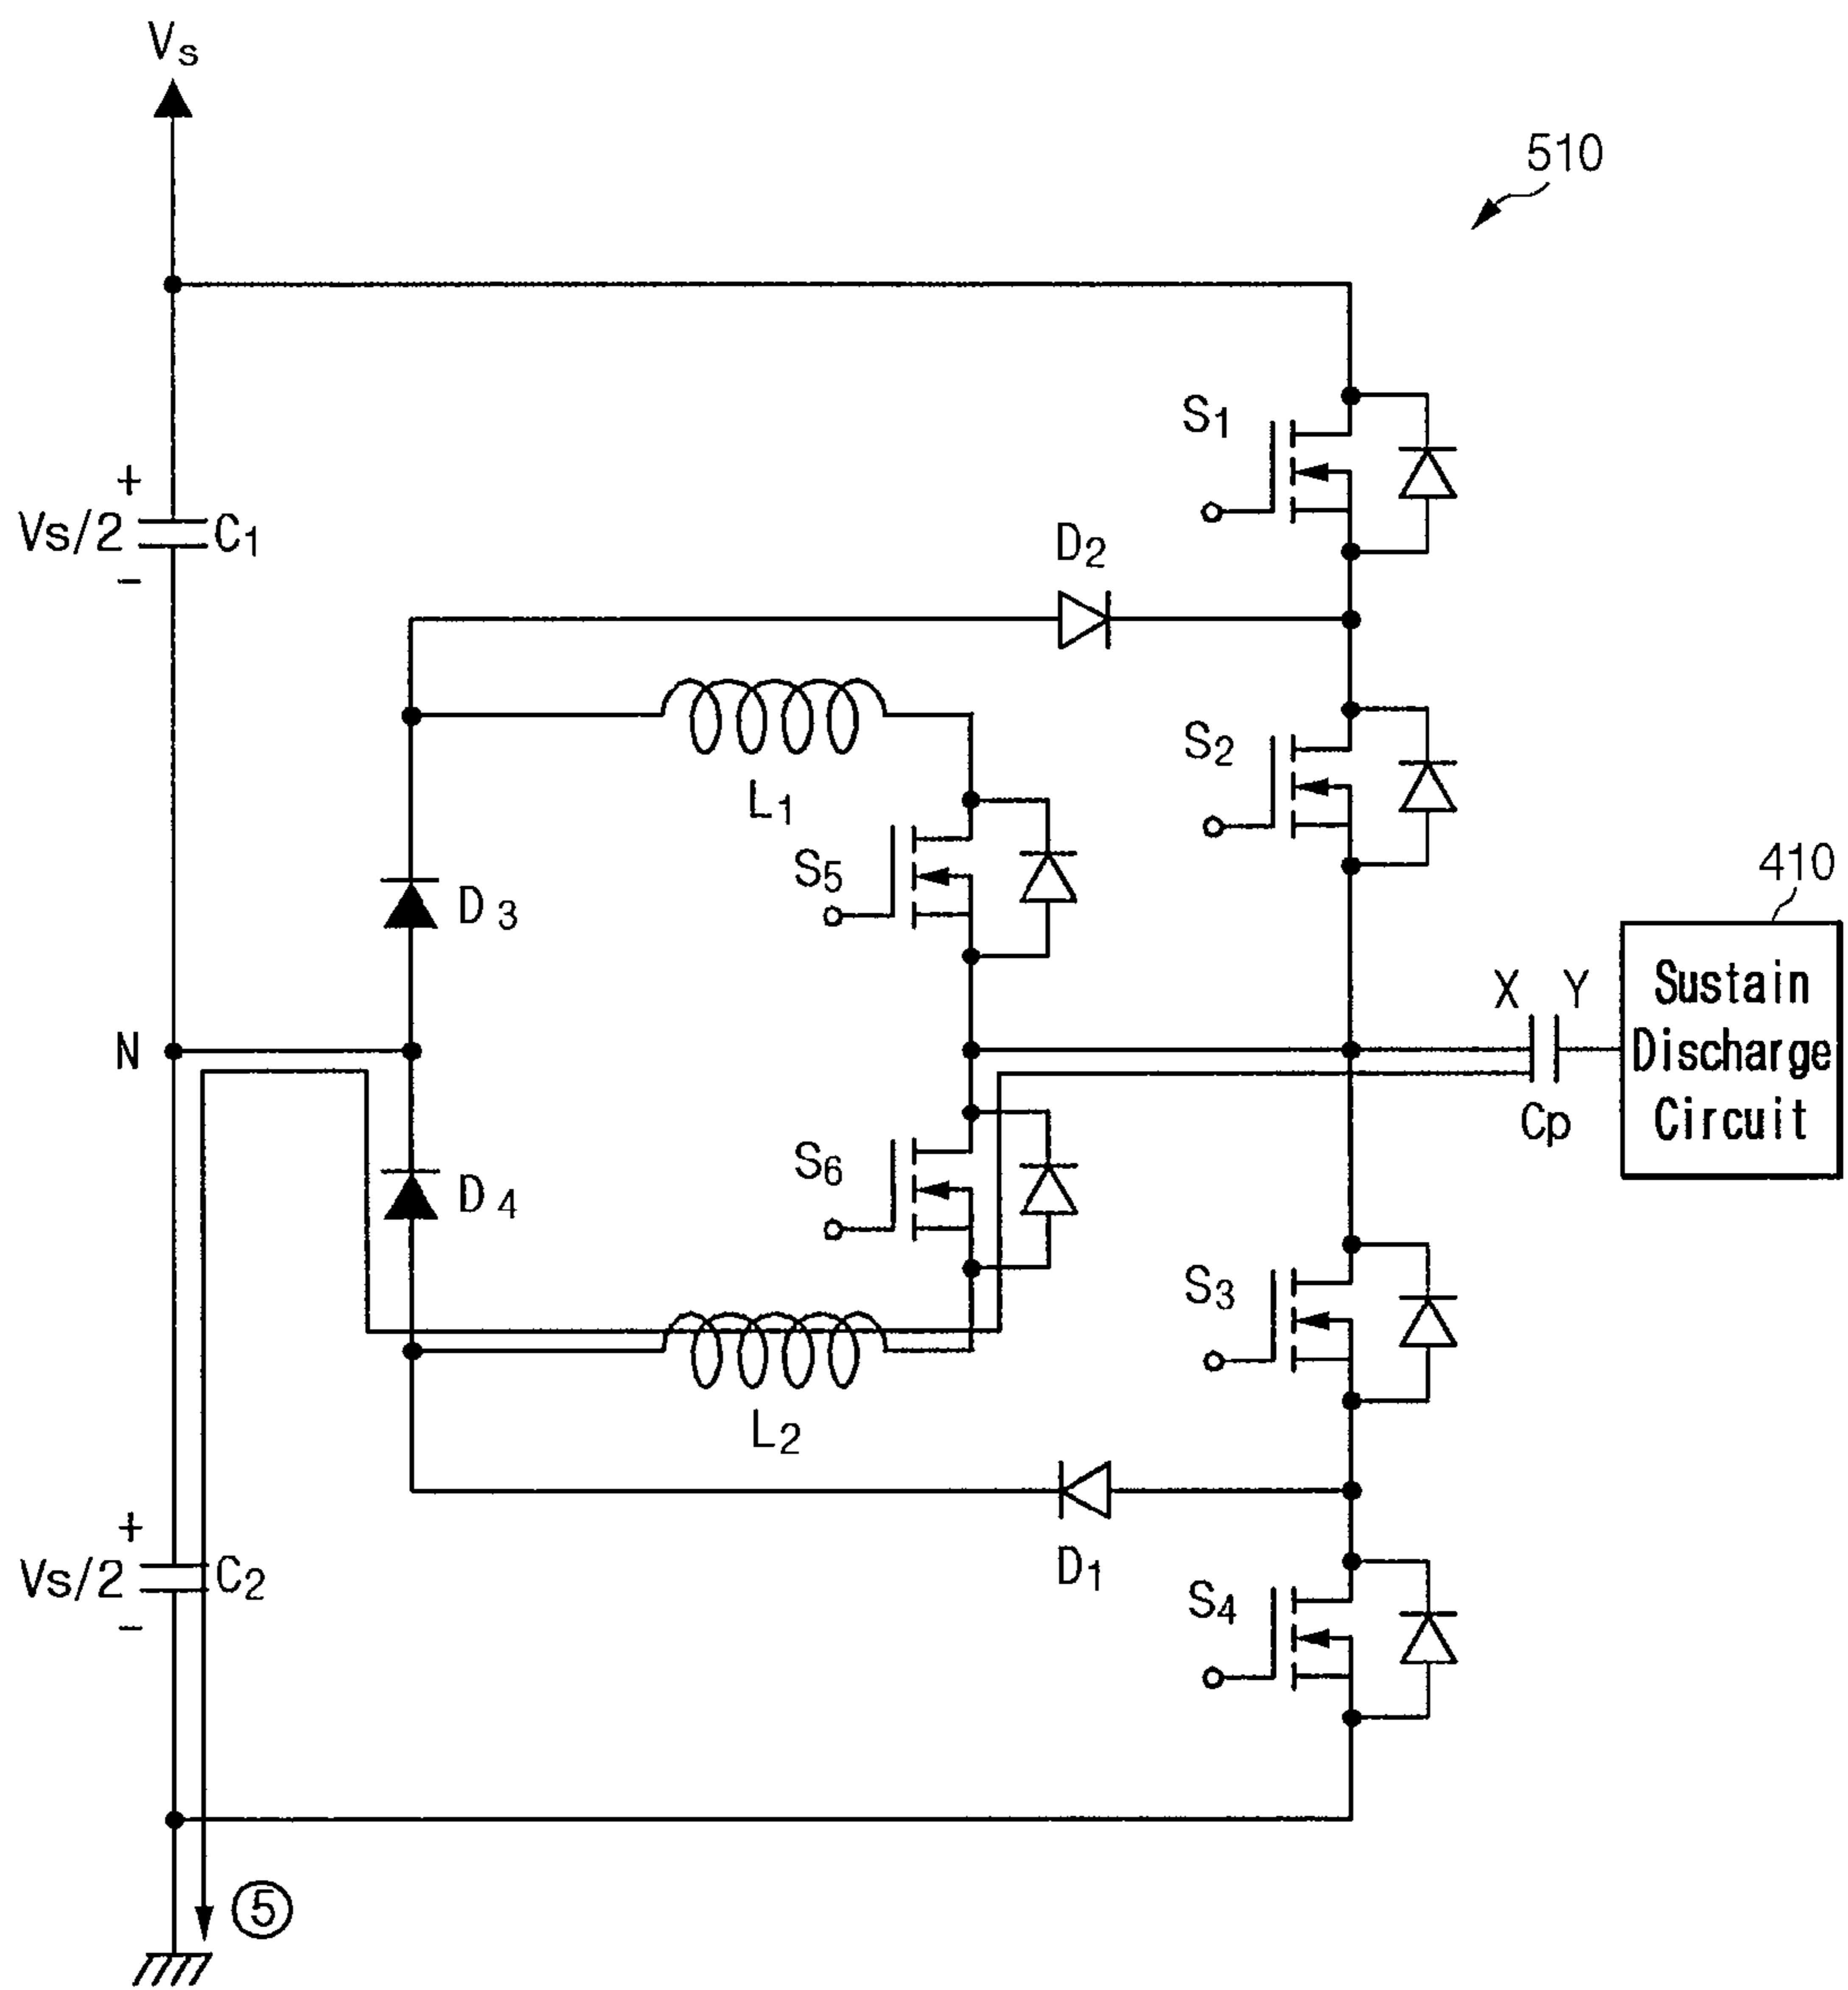 Vs
510
S1
+
Vs/2
C1
-
D2
S2
L1
S5
D3
410
X
Y
Sustain
Discharge
Circuit
N
Cp
S6
D4
S3
L2
+
Vs/2
C2
-
D1
S4
5